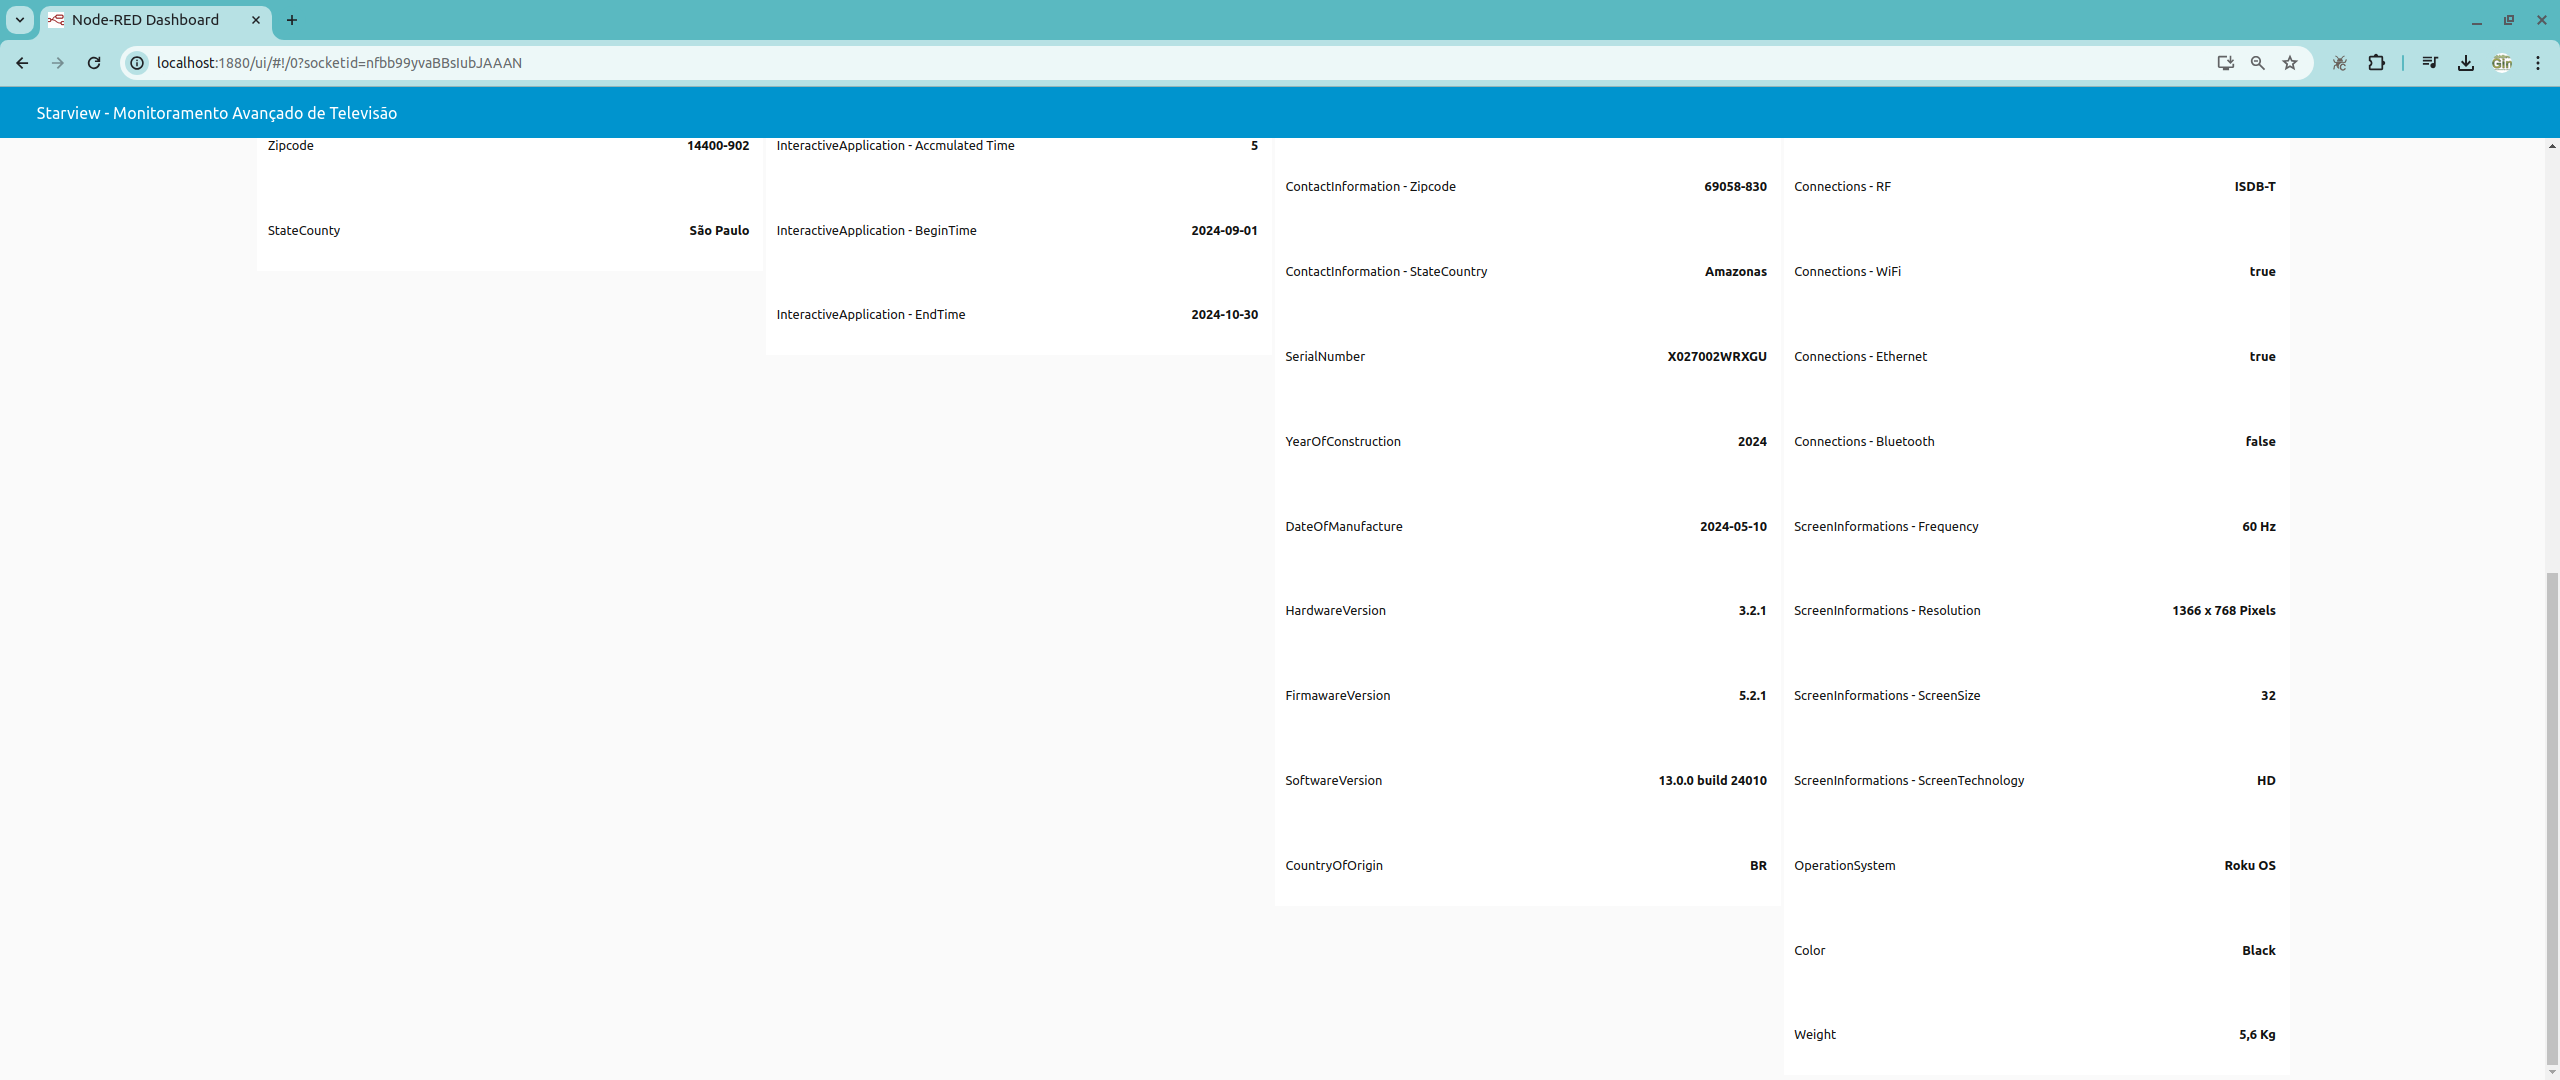 Node-RED Dashboard
localhost:1880/ui/#!/0?socketid=nfbb99yvaBBsIubJAAAN
Starview - Monitoramento Avançado de Televisão
Zipcode 14400-902
StateCounty São Paulo
InteractiveApplication - Accmulated Time 5
InteractiveApplication - BeginTime 2024-09-01
InteractiveApplication - EndTime 2024-10-30
ContactInformation - Zipcode 69058-830
ContactInformation - StateCountry Amazonas
SerialNumber X027002WRXGU
YearOfConstruction 2024
DateOfManufacture 2024-05-10
HardwareVersion 3.2.1
FirmawareVersion 5.2.1
SoftwareVersion 13.0.0 build 24010
CountryOfOrigin BR
Connections - RF ISDB-T
Connections - WiFi true
Connections - Ethernet true
Connections - Bluetooth false
ScreenInformations - Frequency 60 Hz
ScreenInformations - Resolution 1366 x 768 Pixels
ScreenInformations - ScreenSize 32
ScreenInformations - ScreenTechnology HD
OperationSystem Roku OS
Color Black
Weight 5,6 Kg